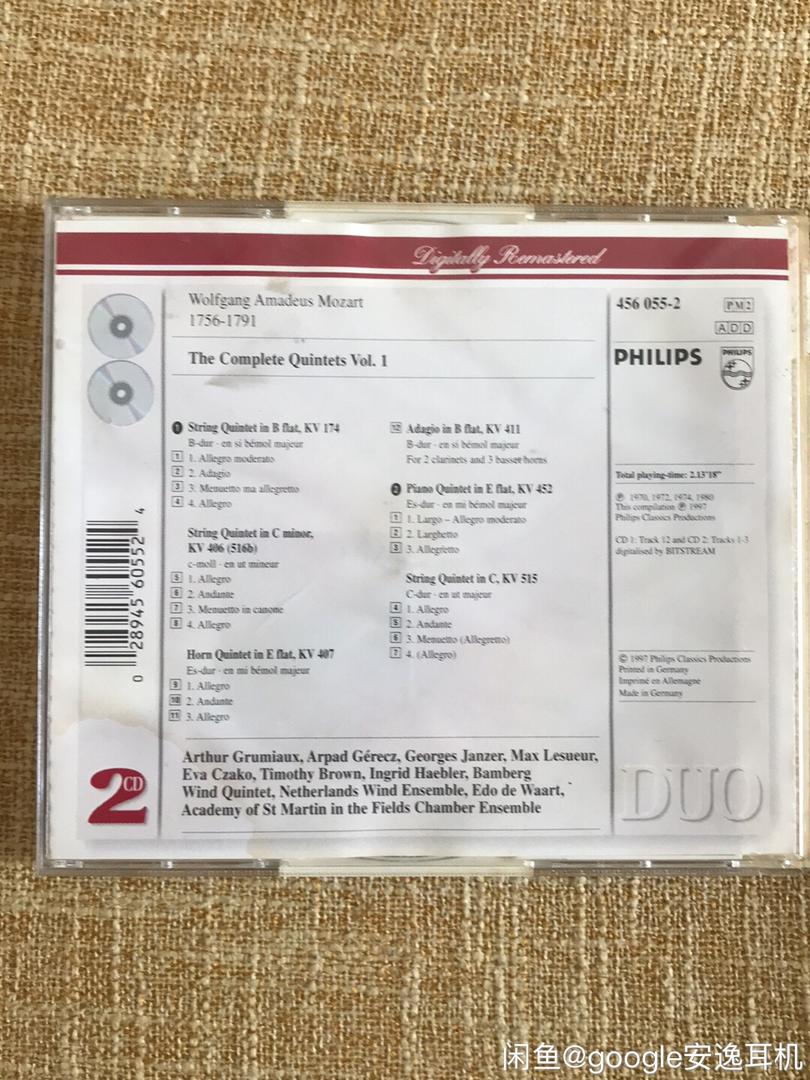 Digitally Remastered
Wolfgang Amadeus Mozart
1756-1791
The Complete Quintets Vol. 1
1 String Quintet in B flat, KV 174
B-dur · en si bémol majeur
1 1. Allegro moderato
2 2. Adagio
3 3. Menuetto ma allegretto
4 4. Allegro
String Quintet in C minor,
KV 406 (516b)
c-moll · en ut mineur
5 1. Allegro
6 2. Andante
7 3. Menuetto in canone
8 4. Allegro
Horn Quintet in E flat, KV 407
Es-dur · en mi bémol majeur
9 1. Allegro
10 2. Andante
11 3. Allegro
12 Adagio in B flat, KV 411
B-dur · en si bémol majeur
For 2 clarinets and 3 basset-horns
2 Piano Quintet in E flat, KV 452
Es-dur · en mi bémol majeur
1 1. Largo – Allegro moderato
2 2. Larghetto
3 3. Allegretto
String Quintet in C, KV 515
C-dur · en ut majeur
4 1. Allegro
5 2. Andante
6 3. Menuetto (Allegretto)
7 4. (Allegro)
Arthur Grumiaux, Arpad Gérecz, Georges Janzer, Max Lesueur,
Eva Czako, Timothy Brown, Ingrid Haebler, Bamberg
Wind Quintet, Netherlands Wind Ensemble, Edo de Waart,
Academy of St Martin in the Fields Chamber Ensemble
456 055-2 PM2
ADD
PHILIPS
PHILIPS
Total playing-time: 2.13'18"
℗ 1970, 1972, 1974, 1980
This compilation ℗ 1997
Philips Classics Productions
CD 1: Track 12 and CD 2: Tracks 1-3
digitalised by BITSTREAM
© 1997 Philips Classics Productions
Printed in Germany
Imprimé en Allemagne
Made in Germany
DUO
2CD
0 28945 60552 4
闲鱼@google安逸耳机